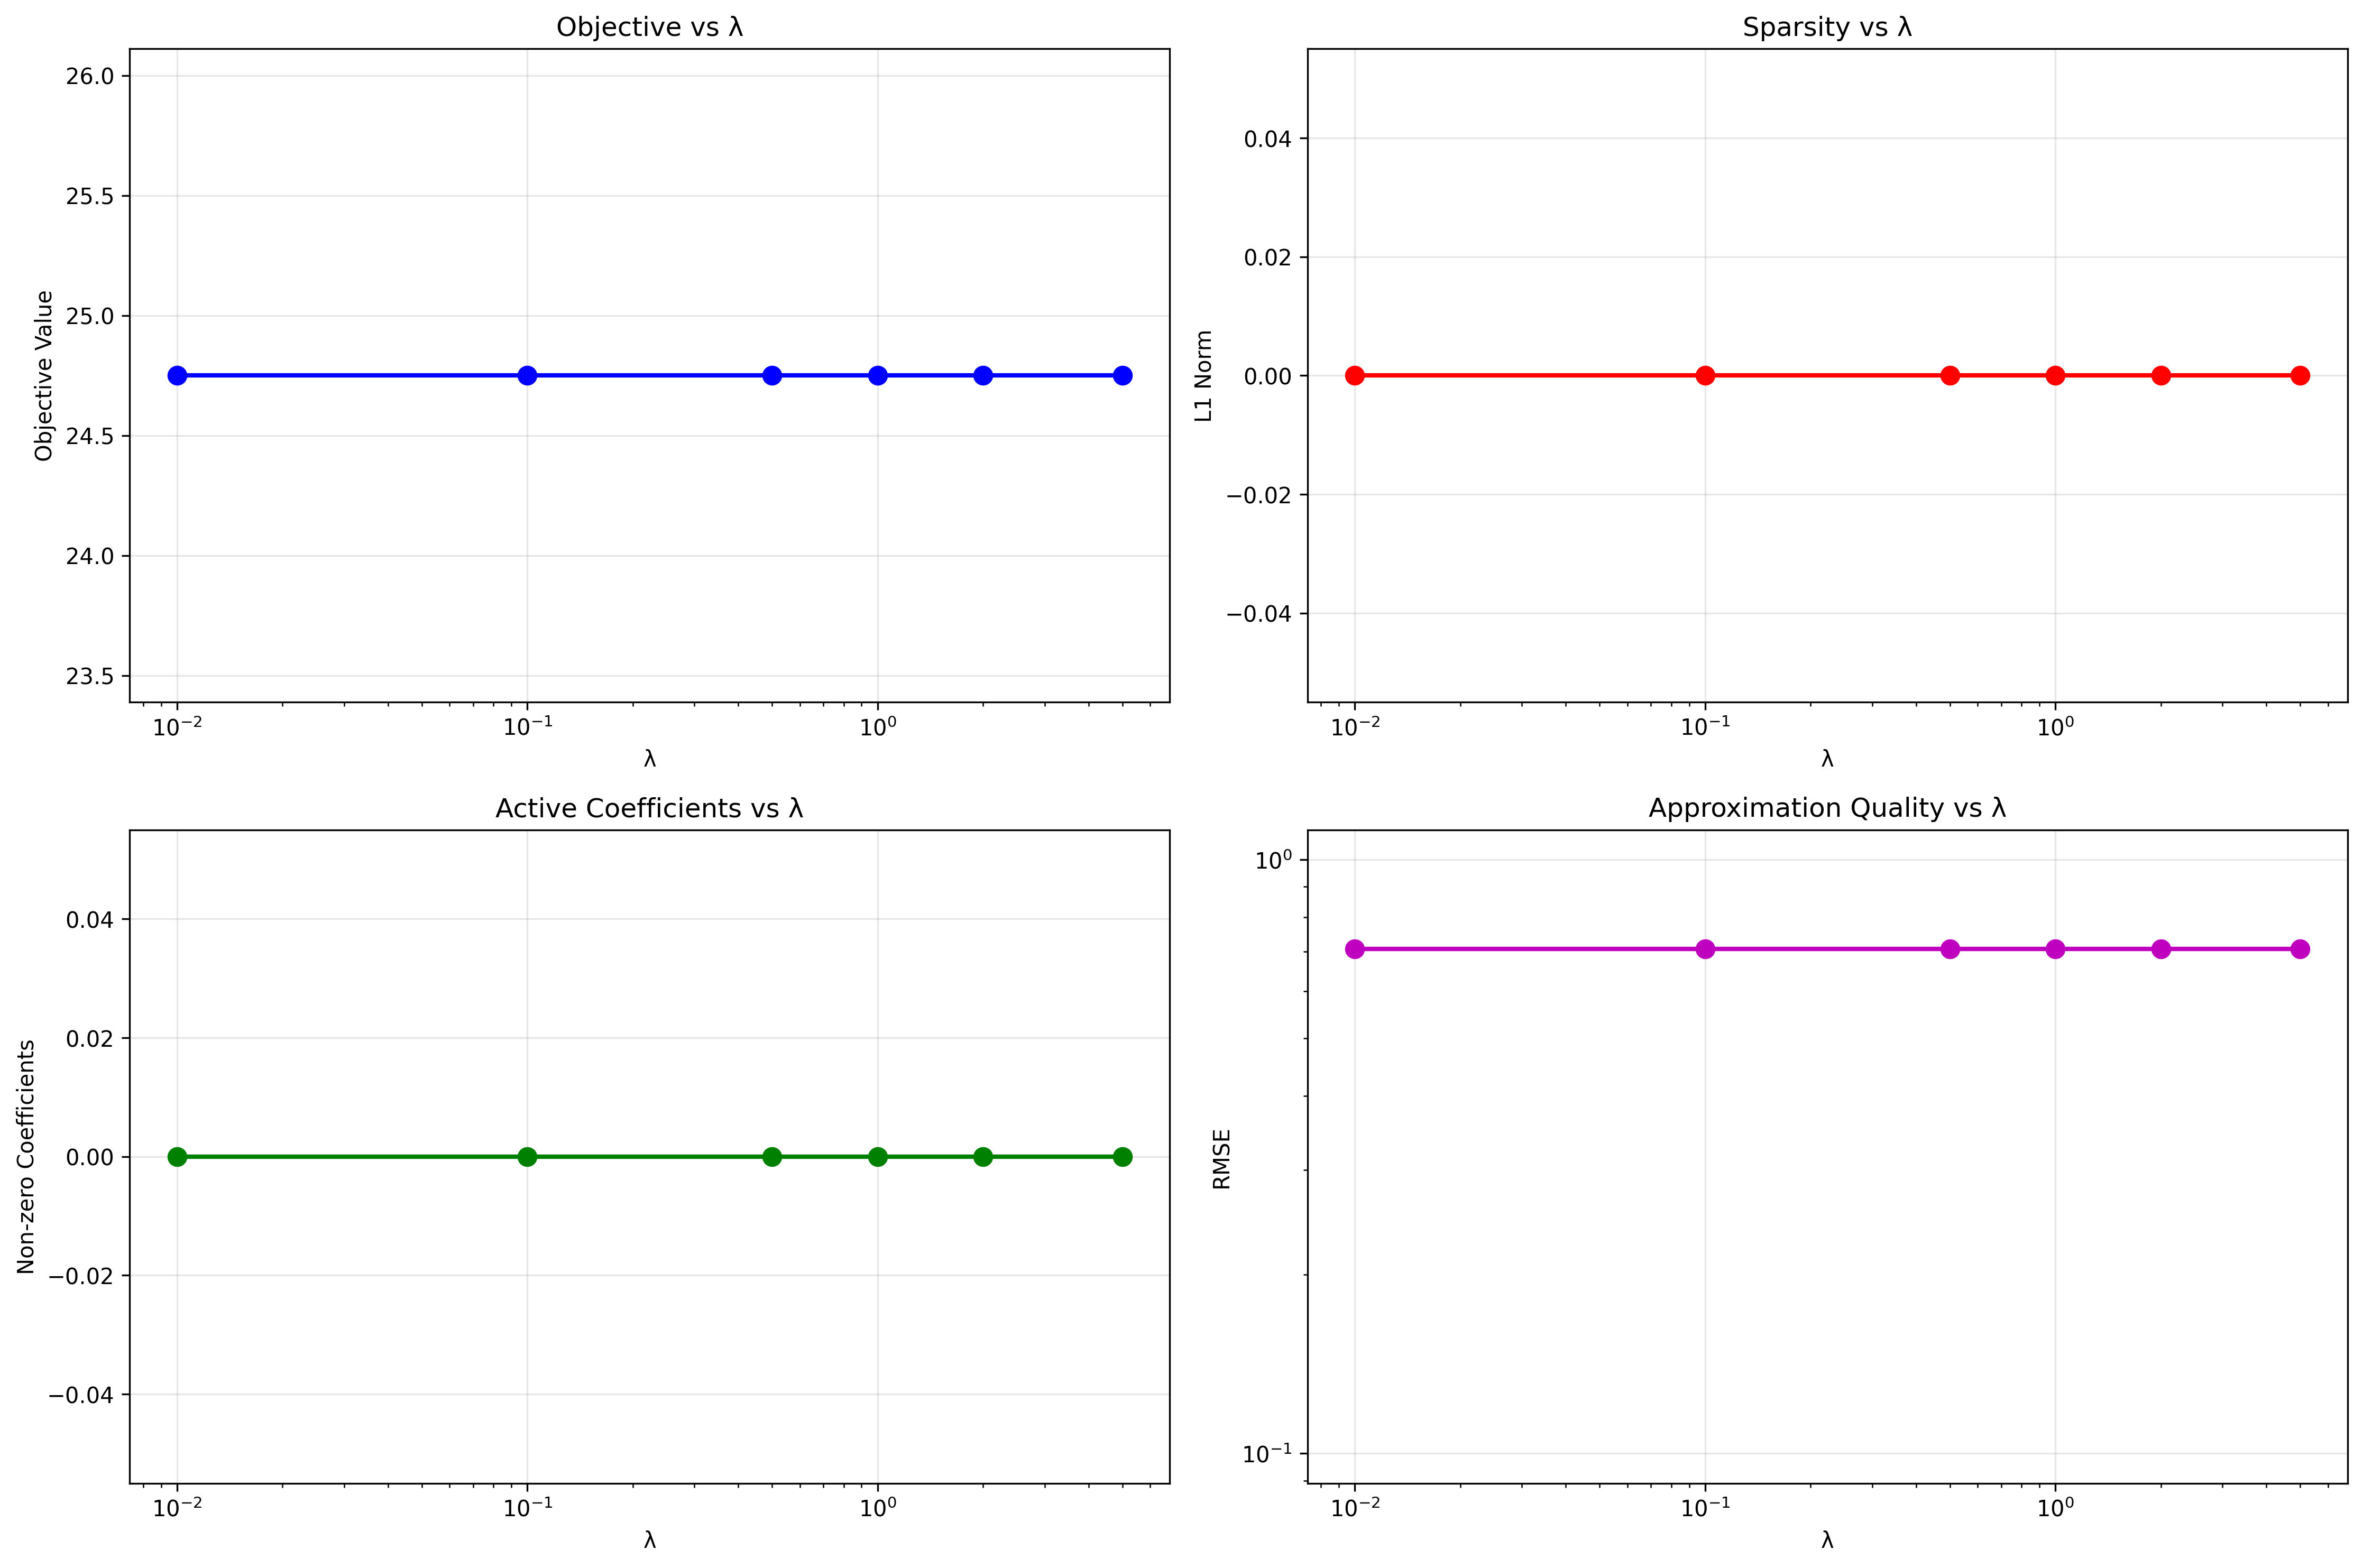 Objective vs λ
Objective Value
26.0
25.5
25.0
24.5
24.0
23.5
10⁻²
10⁻¹
10⁰
λ
Sparsity vs λ
L1 Norm
0.04
0.02
0.00
−0.02
−0.04
10⁻²
10⁻¹
10⁰
λ
Active Coefficients vs λ
Non-zero Coefficients
0.04
0.02
0.00
−0.02
−0.04
10⁻²
10⁻¹
10⁰
λ
Approximation Quality vs λ
RMSE
10⁰
10⁻¹
10⁻²
10⁻¹
10⁰
λ